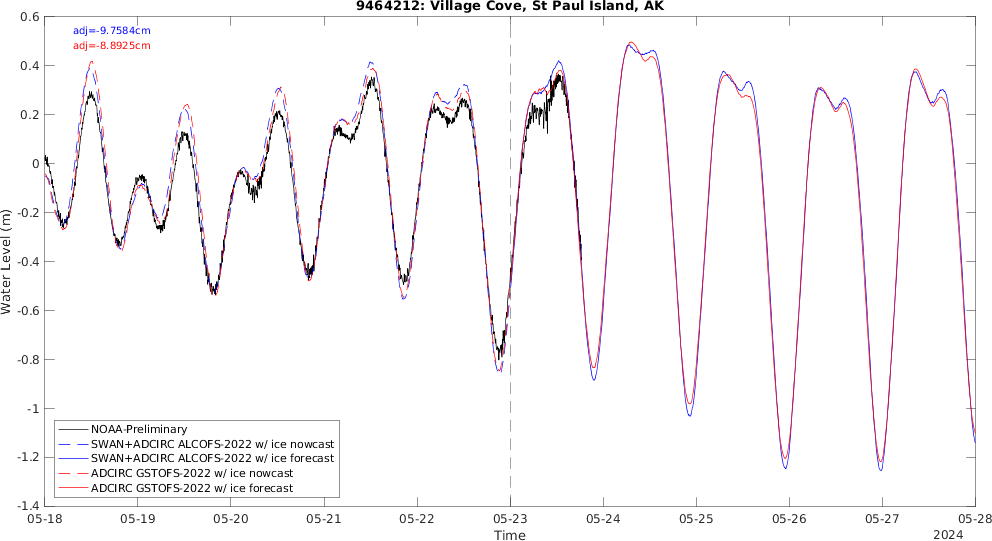 9464212: Village Cove, St Paul Island, AK
adj=-9.7584cm
adj=-8.8925cm
0.6
0.4
0.2
0
-0.2
-0.4
-0.6
-0.8
-1
-1.2
-1.4
Water Level (m)
NOAA-Preliminary
SWAN+ADCIRC ALCOFS-2022 w/ ice nowcast
SWAN+ADCIRC ALCOFS-2022 w/ ice forecast
ADCIRC GSTOFS-2022 w/ ice nowcast
ADCIRC GSTOFS-2022 w/ ice forecast
05-18 05-19 05-20 05-21 05-22 05-23 05-24 05-25 05-26 05-27 05-28
Time
2024